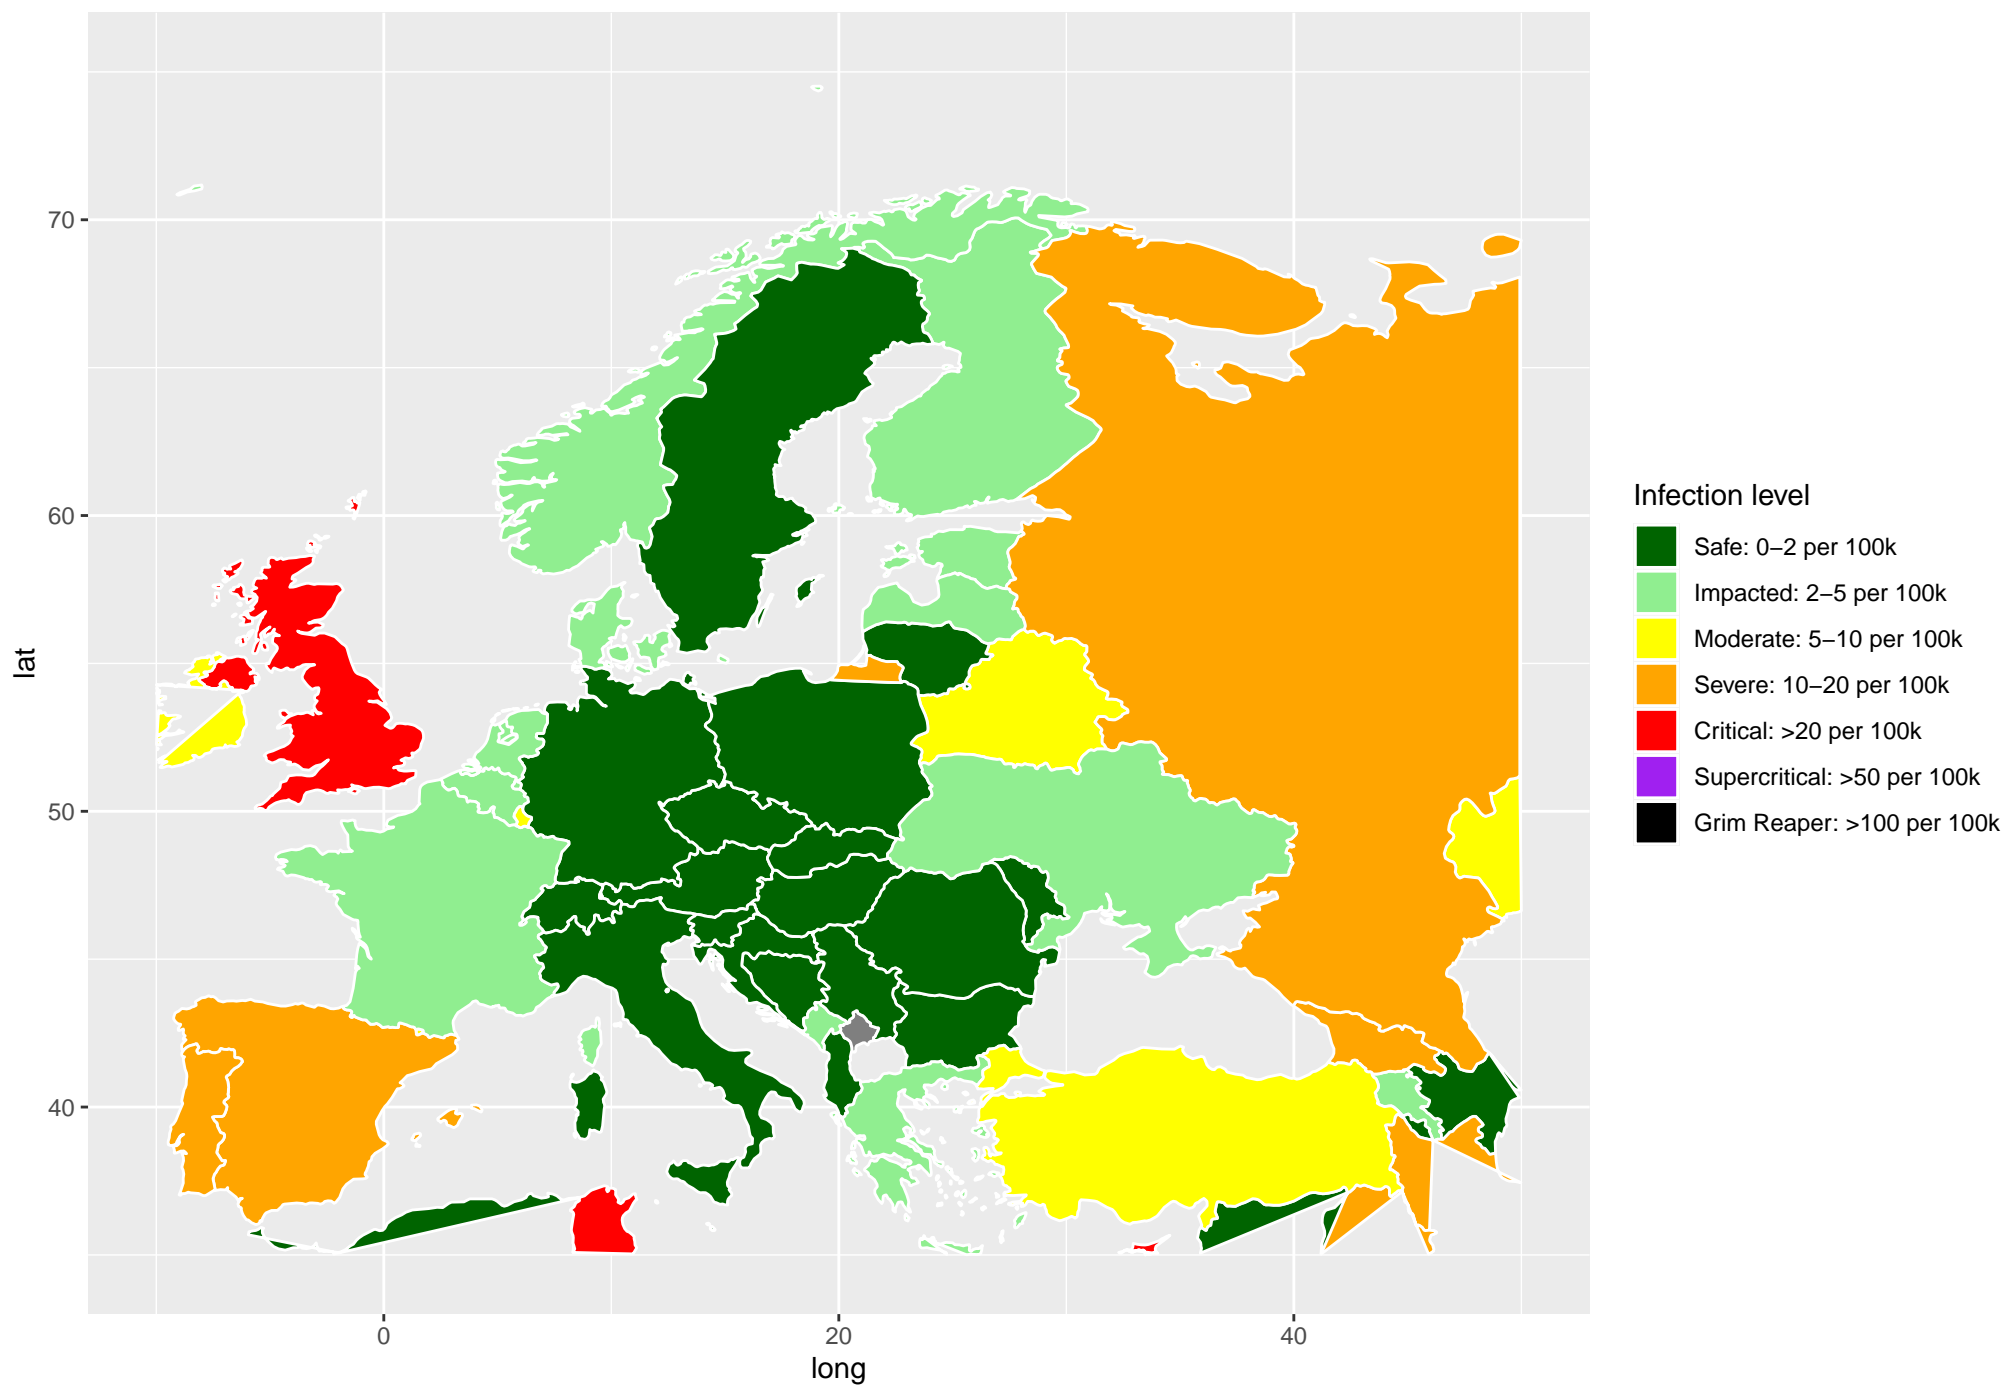 70
60
50
40
lat
0
20
40
long
Infection level
Safe: 0–2 per 100k
Impacted: 2–5 per 100k
Moderate: 5–10 per 100k
Severe: 10–20 per 100k
Critical: >20 per 100k
Supercritical: >50 per 100k
Grim Reaper: >100 per 100k